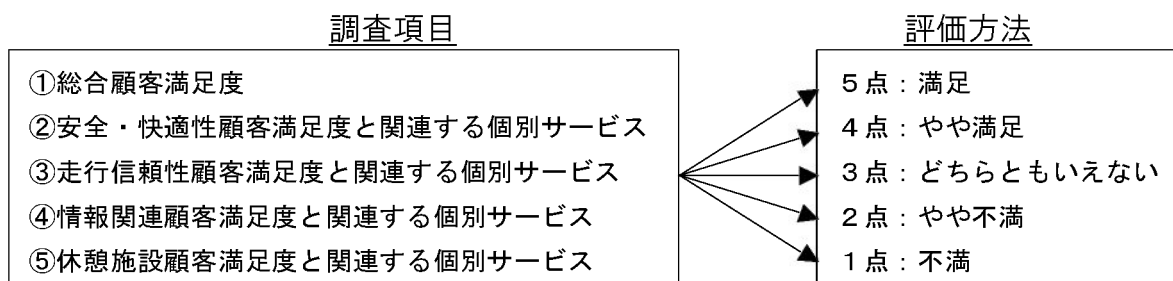 調査項目
①総合顧客満足度
②安全・快適性顧客満足度と関連する個別サービス
③走行信頼性顧客満足度と関連する個別サービス
④情報関連顧客満足度と関連する個別サービス
⑤休憩施設顧客満足度と関連する個別サービス
評価方法
5点:満足
4点:やや満足
3点:どちらともいえない
2点:やや不満
1点:不満